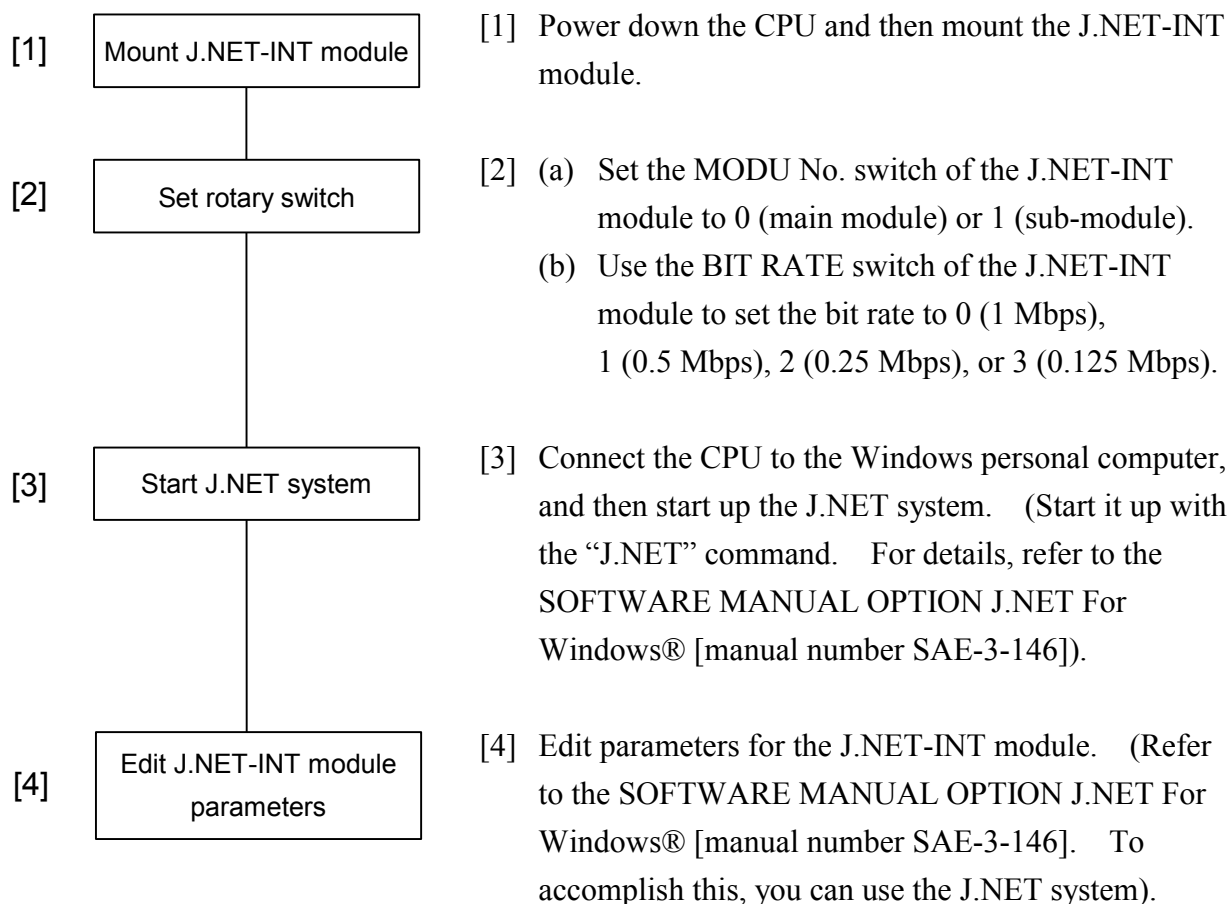 [1]
Mount J.NET-INT module
[1] Power down the CPU and then mount the J.NET-INT
module.
[2]
Set rotary switch
[2] (a) Set the MODU No. switch of the J.NET-INT
module to 0 (main module) or 1 (sub-module).
(b) Use the BIT RATE switch of the J.NET-INT
module to set the bit rate to 0 (1 Mbps),
1 (0.5 Mbps), 2 (0.25 Mbps), or 3 (0.125 Mbps).
[3]
Start J.NET system
[3] Connect the CPU to the Windows personal computer,
and then start up the J.NET system. (Start it up with
the “J.NET” command. For details, refer to the
SOFTWARE MANUAL OPTION J.NET For
Windows® [manual number SAE-3-146]).
[4]
Edit J.NET-INT module
parameters
[4] Edit parameters for the J.NET-INT module. (Refer
to the SOFTWARE MANUAL OPTION J.NET For
Windows® [manual number SAE-3-146]. To
accomplish this, you can use the J.NET system).